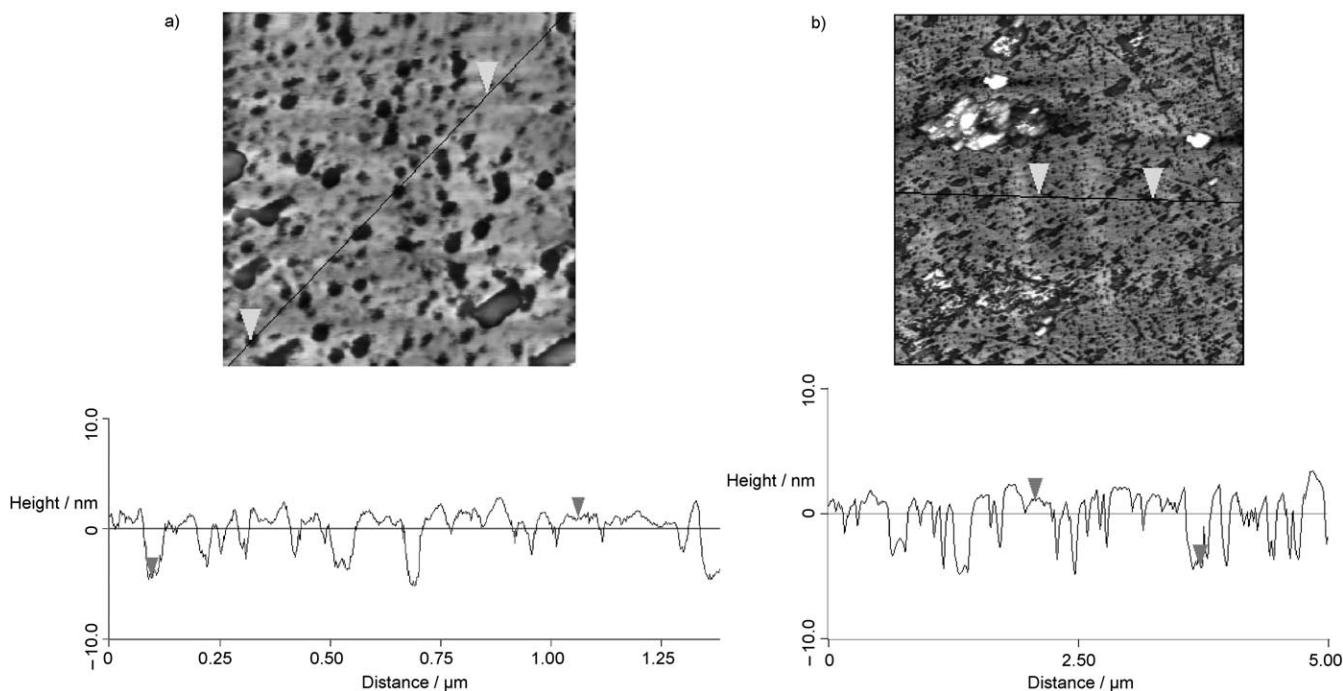 a)
10.0
Height / nm
0
−10.0
0 0.25 0.50 0.75 1.00 1.25
Distance / µm
b)
10.0
Height / nm
0
−10.0
0 2.50 5.00
Distance / µm